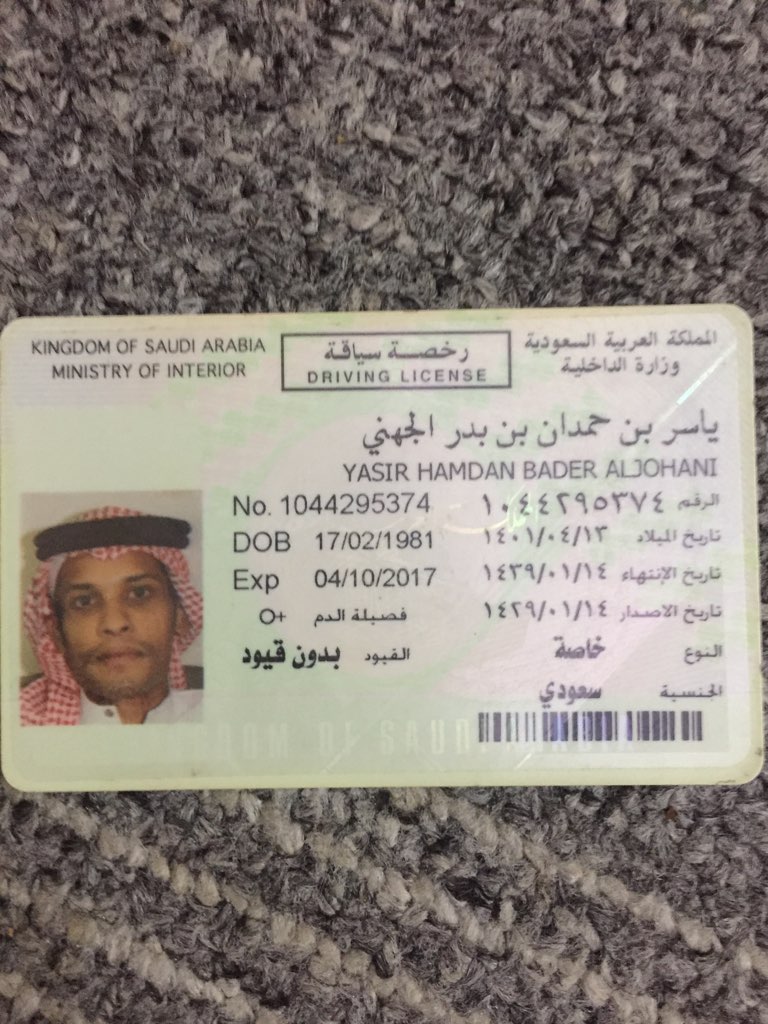 KINGDOM OF SAUDI ARABIA
MINISTRY OF INTERIOR
رخصة سياقة
DRIVING LICENSE
المملكة العربية السعودية
وزارة الداخلية
ياسر بن حمدان بن بدر الجهني
YASIR HAMDAN BADER ALJOHANI
No. 1044295374 الرقم ١٠٤٤٢٩٥٣٧٤
DOB 17/02/1981 تاريخ الميلاد ١٤٠١/٠٤/١٣
Exp 04/10/2017 تاريخ الإنتهاء ١٤٣٩/٠١/١٤
تاريخ الاصدار ١٤٢٩/٠١/١٤ فصيلة الدم O+
النوع خاصة القيود بدون قيود
الجنسية سعودي
KINGDOM OF SAUDI ARABIA